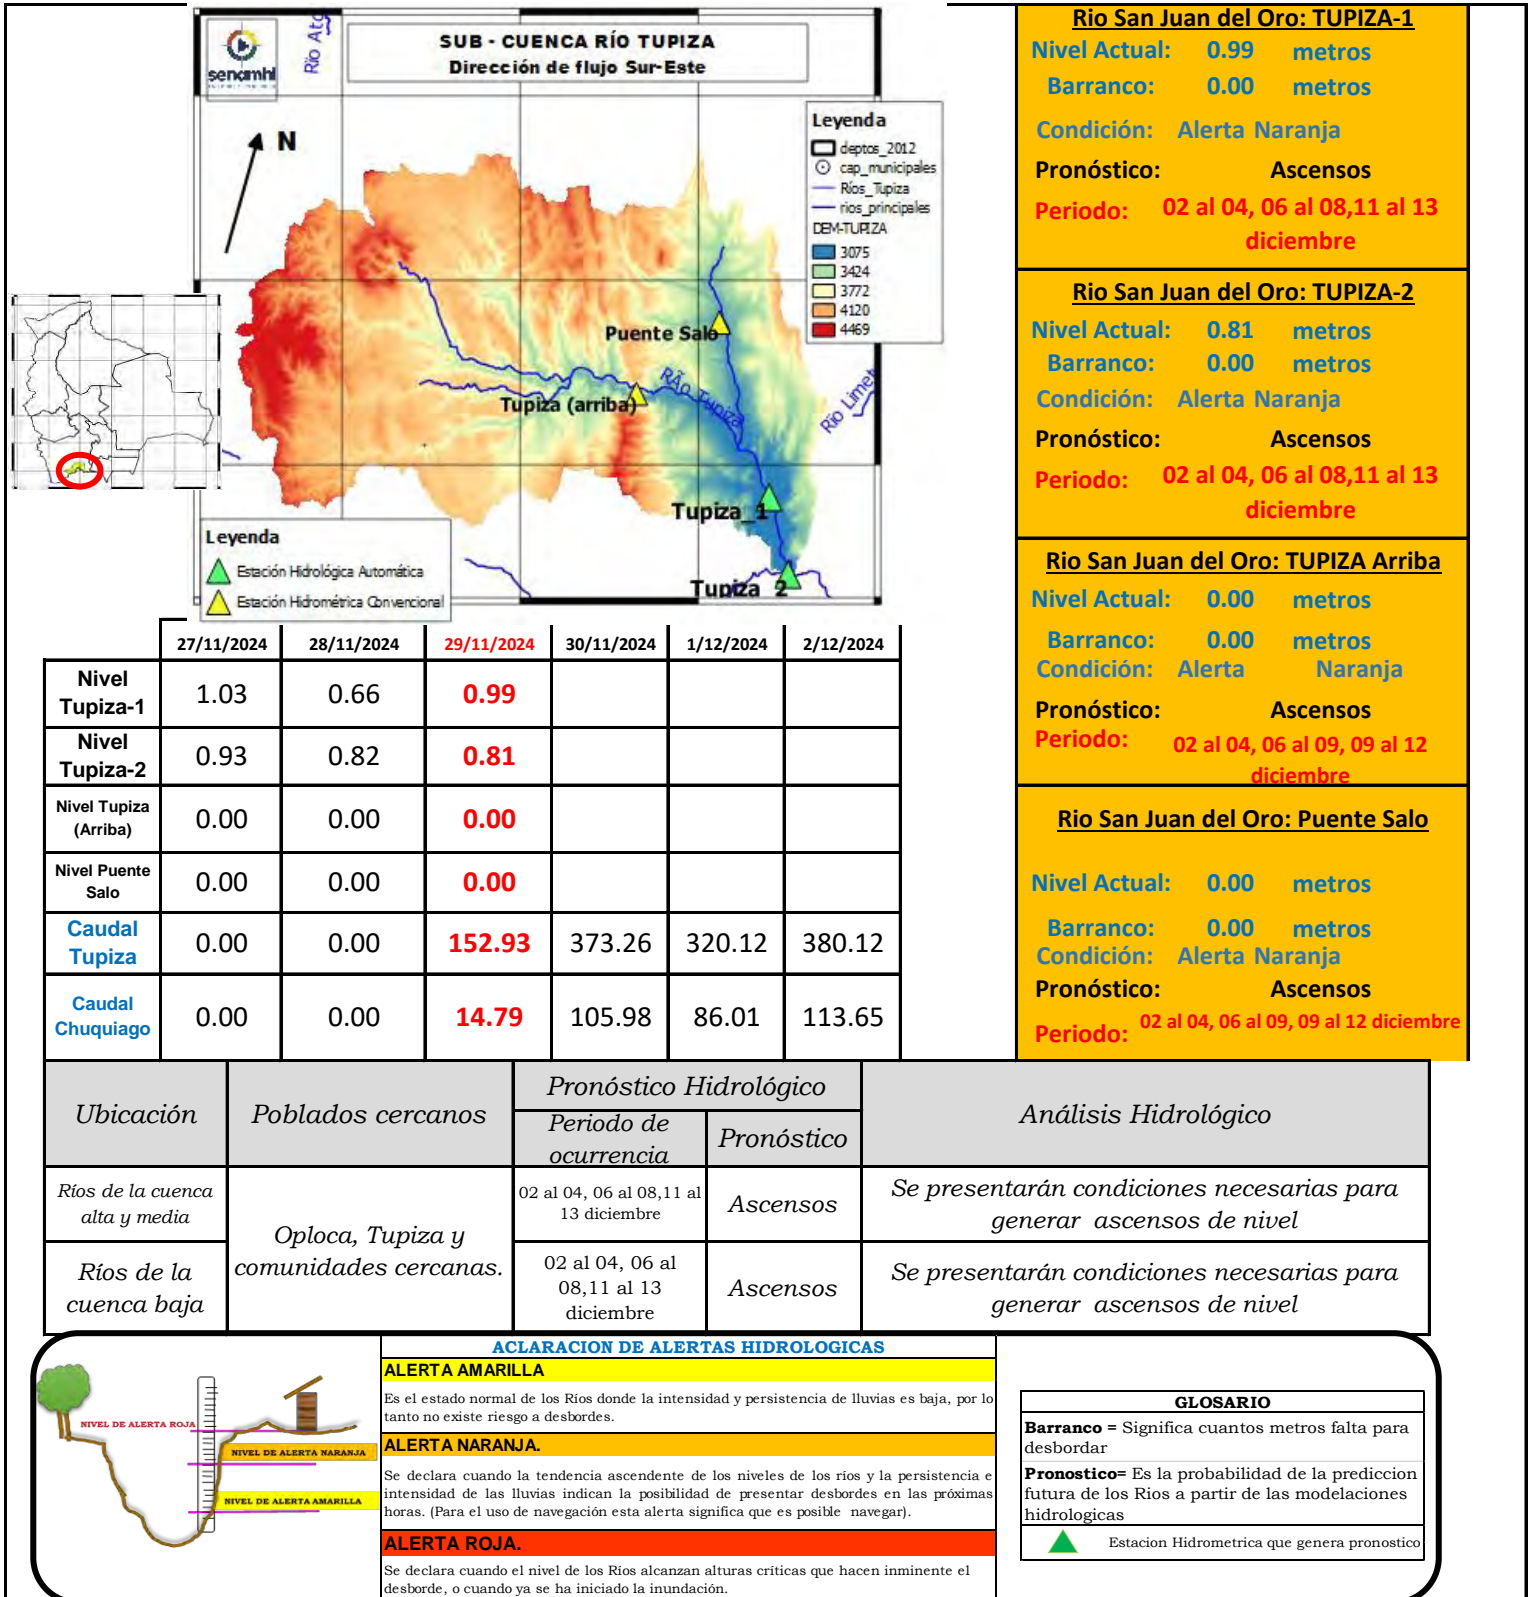 senamhi
Río Ato
SUB - CUENCA RÍO TUPIZA
Dirección de flujo Sur-Este
N
Leyenda
deptos_2012
cap_municipales
Ríos_Tupiza
rios_principales
DEM-TUPIZA
3075
3424
3772
4120
4469
Puente Salo
RÃo Tupiza
Tupiza (arriba)
Rio Limet
Tupiza_1
Tupiza_2
Leyenda
Estación Hidrológica Automática
Estación Hidrométrica Convencional
Rio San Juan del Oro: TUPIZA-1
Nivel Actual: 0.99 metros
Barranco: 0.00 metros
Condición: Alerta Naranja
Pronóstico: Ascensos
Periodo: 02 al 04, 06 al 08,11 al 13
diciembre
Rio San Juan del Oro: TUPIZA-2
Nivel Actual: 0.81 metros
Barranco: 0.00 metros
Condición: Alerta Naranja
Pronóstico: Ascensos
Periodo: 02 al 04, 06 al 08,11 al 13
diciembre
Rio San Juan del Oro: TUPIZA Arriba
Nivel Actual: 0.00 metros
Barranco: 0.00 metros
Condición: Alerta Naranja
Pronóstico: Ascensos
Periodo: 02 al 04, 06 al 09, 09 al 12
diciembre
Rio San Juan del Oro: Puente Salo
Nivel Actual: 0.00 metros
Barranco: 0.00 metros
Condición: Alerta Naranja
Pronóstico: Ascensos
Periodo: 02 al 04, 06 al 09, 09 al 12 diciembre
27/11/2024 28/11/2024 29/11/2024 30/11/2024 1/12/2024 2/12/2024
Nivel
Tupiza-1
1.03 0.66 0.99
Nivel
Tupiza-2
0.93 0.82 0.81
Nivel Tupiza
(Arriba)
0.00 0.00 0.00
Nivel Puente
Salo
0.00 0.00 0.00
Caudal
Tupiza
0.00 0.00 152.93 373.26 320.12 380.12
Caudal
Chuquiago
0.00 0.00 14.79 105.98 86.01 113.65
Ubicación
Poblados cercanos
Pronóstico Hidrológico
Periodo de
ocurrencia
Pronóstico
Análisis Hidrológico
Ríos de la cuenca
alta y media
Oploca, Tupiza y
comunidades cercanas.
02 al 04, 06 al 08,11 al
13 diciembre
Ascensos
Se presentarán condiciones necesarias para
generar ascensos de nivel
Ríos de la
cuenca baja
02 al 04, 06 al
08,11 al 13
diciembre
Ascensos
Se presentarán condiciones necesarias para
generar ascensos de nivel
NIVEL DE ALERTA ROJA
NIVEL DE ALERTA NARANJA
NIVEL DE ALERTA AMARILLA
ACLARACION DE ALERTAS HIDROLOGICAS
ALERTA AMARILLA
Es el estado normal de los Ríos donde la intensidad y persistencia de lluvias es baja, por lo
tanto no existe riesgo a desbordes.
ALERTA NARANJA.
Se declara cuando la tendencia ascendente de los niveles de los ríos y la persistencia e
intensidad de las lluvias indican la posibilidad de presentar desbordes en las próximas
horas. (Para el uso de navegación esta alerta significa que es posible navegar).
ALERTA ROJA.
Se declara cuando el nivel de los Ríos alcanzan alturas críticas que hacen inminente el
desborde, o cuando ya se ha iniciado la inundación.
GLOSARIO
Barranco = Significa cuantos metros falta para
desbordar
Pronostico= Es la probabilidad de la prediccion
futura de los Rios a partir de las modelaciones
hidrologicas
Estacion Hidrometrica que genera pronostico